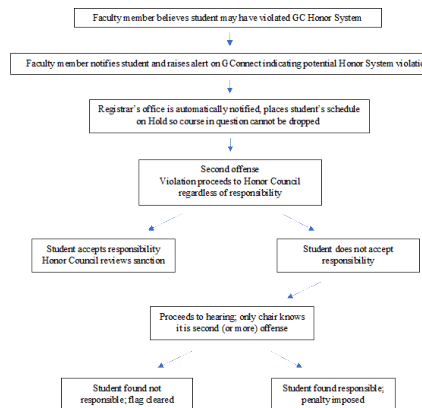 Faculty member believes student may have violated GC Honor System
Faculty member notifies student and raises alert on GConnect indicating potential Honor System violatio
Registrar's office is automatically notified, places student's schedule
on Hold so course in question cannot be dropped
Second offense
Violation proceeds to Honor Council
regardless of responsibility
Student accepts responsibility
Honor Council reviews sanction
Student does not accept
responsibility
Proceeds to hearing; only chair knows
it is second (or more) offense
Student found not
responsible; flag cleared
Student found responsible;
penalty imposed